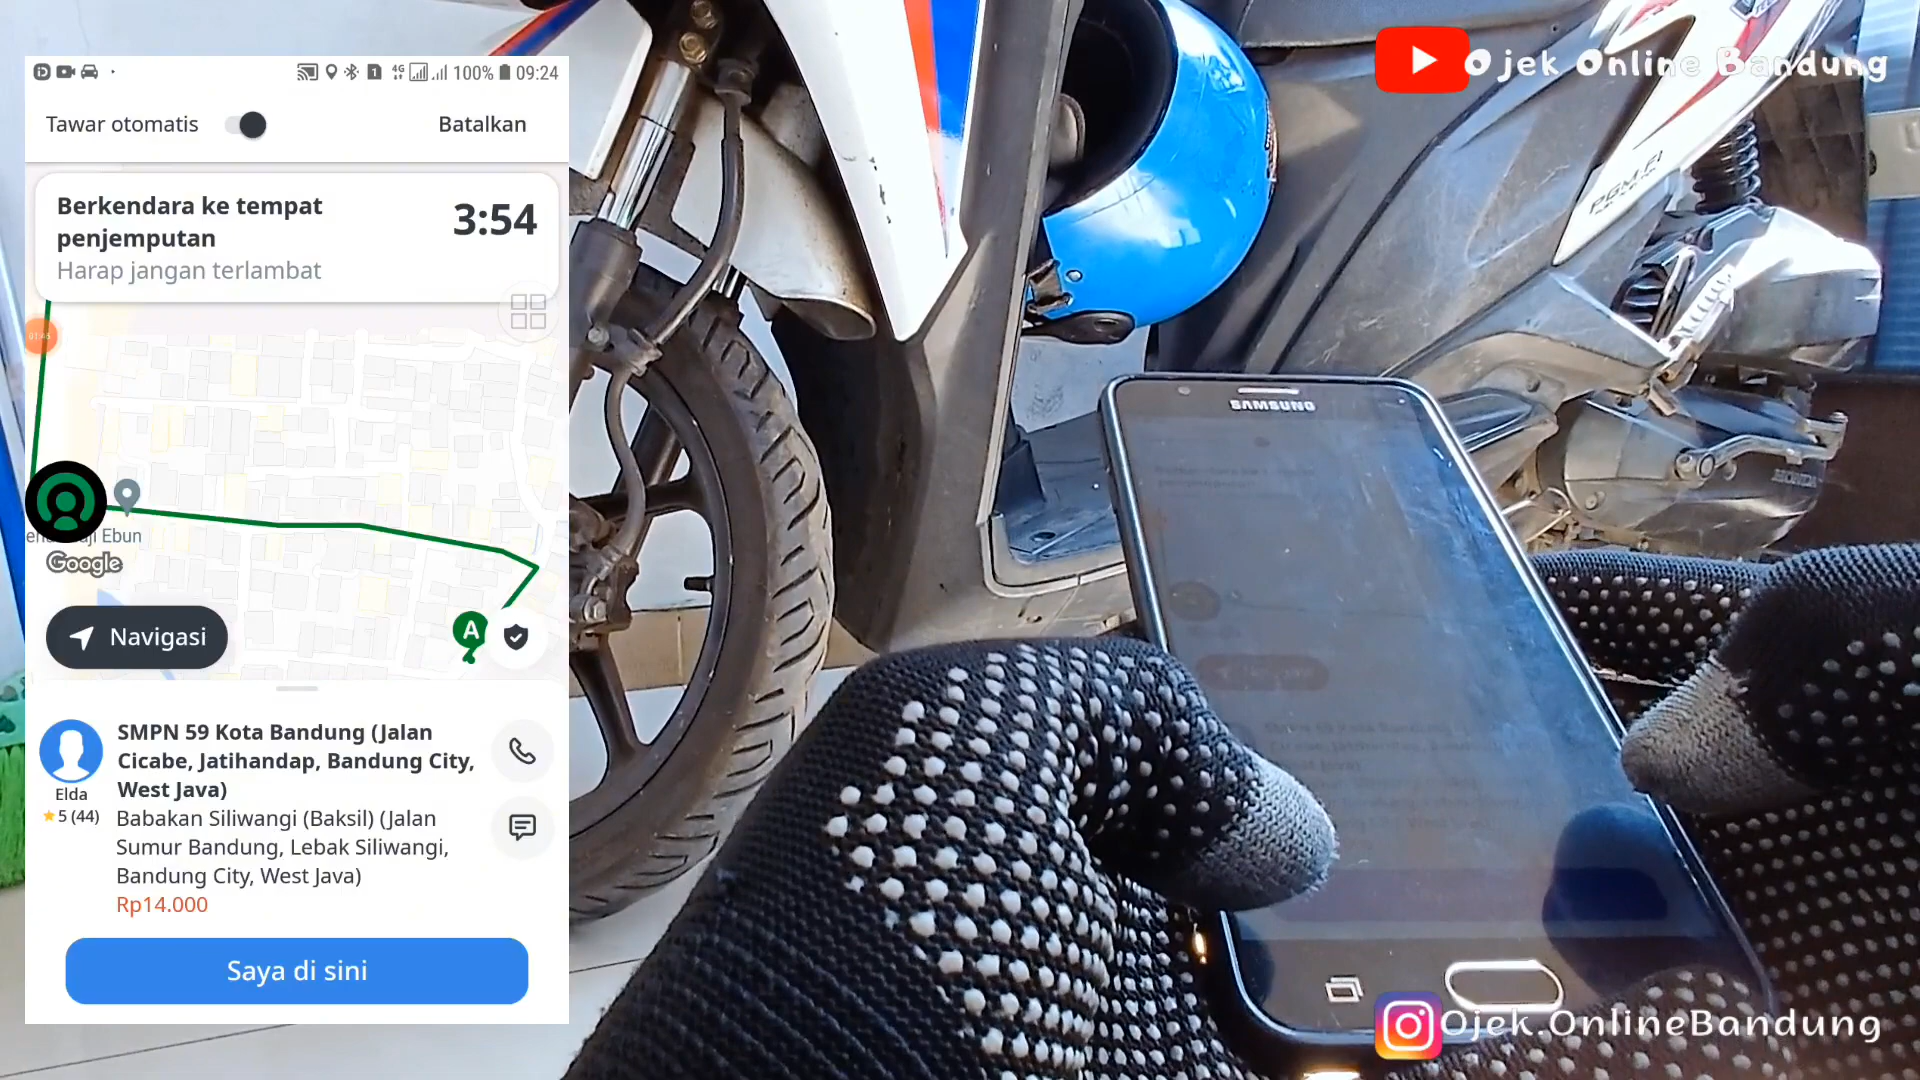 100% 09:24
Tawar otomatis
Batalkan
Berkendara ke tempat
penjemputan
3:54
Harap jangan terlambat
01:46
Ebun
Google
Navigasi
A
SMPN 59 Kota Bandung (Jalan
Cicabe, Jatihandap, Bandung City,
West Java)
Elda
5 (44)
Babakan Siliwangi (Baksil) (Jalan
Sumur Bandung, Lebak Siliwangi,
Bandung City, West Java)
Rp14.000
Saya di sini
Ojek Online Bandung
PGM-FI
SAMSUNG
HONDA
Ojek.OnlineBandung